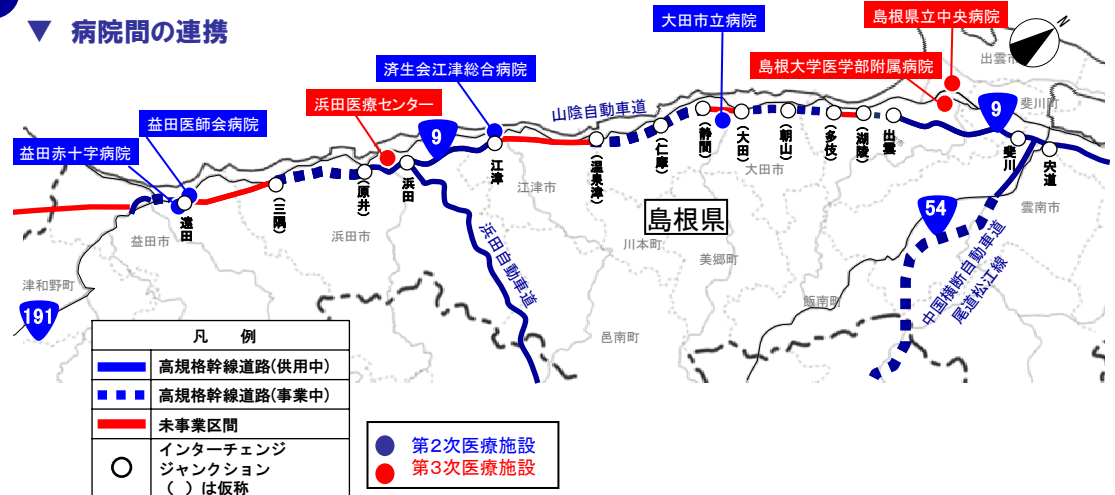 ▼ 病院間の連携
大田市立病院
島根県立中央病院
N
済生会江津総合病院
島根大学医学部附属病院
出雲市
浜田医療センター
山陰自動車道
斐川町
9
9
益田医師会病院
益田赤十字病院
(静間)
(大田)
(朝山)
(多伎)
(湖陵)
出雲
斐川
宍道
(仁摩)
(温泉津)
江津
浜田
(原井)
(三隅)
遠田
大田市
江津市
雲南市
島根県
54
益田市
浜田市
川本町
美郷町
浜田自動車道
中国横断自動車道
尾道松江線
津和野町
飯南町
191
邑南町
凡 例
高規格幹線道路(供用中)
高規格幹線道路(事業中)
未事業区間
インターチェンジ
ジャンクション
( )は仮称
第2次医療施設
第3次医療施設